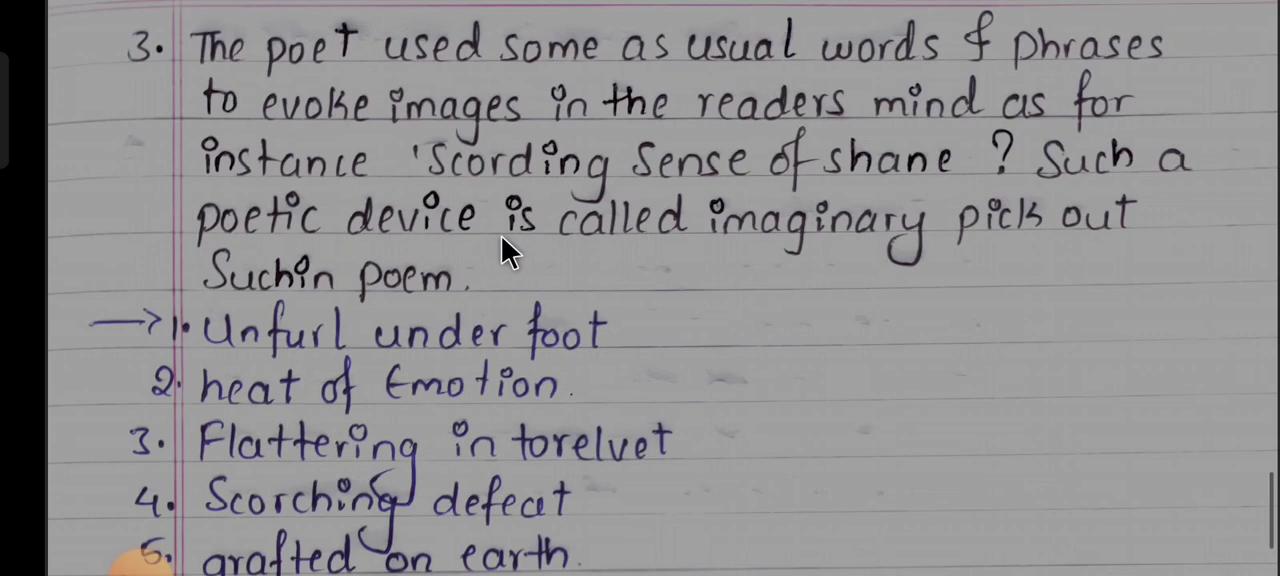 3. The poet used some as usual words & phrases
to evoke images in the readers mind as for
instance 'Scording Sense of shane ? Such a
poetic device is called imaginary pick out
Suchin poem.
→ 1. Unfurl under foot
2. heat of Emotion.
3. Flattering in torelvet
4. Scorching defeat
5. grafted on earth.